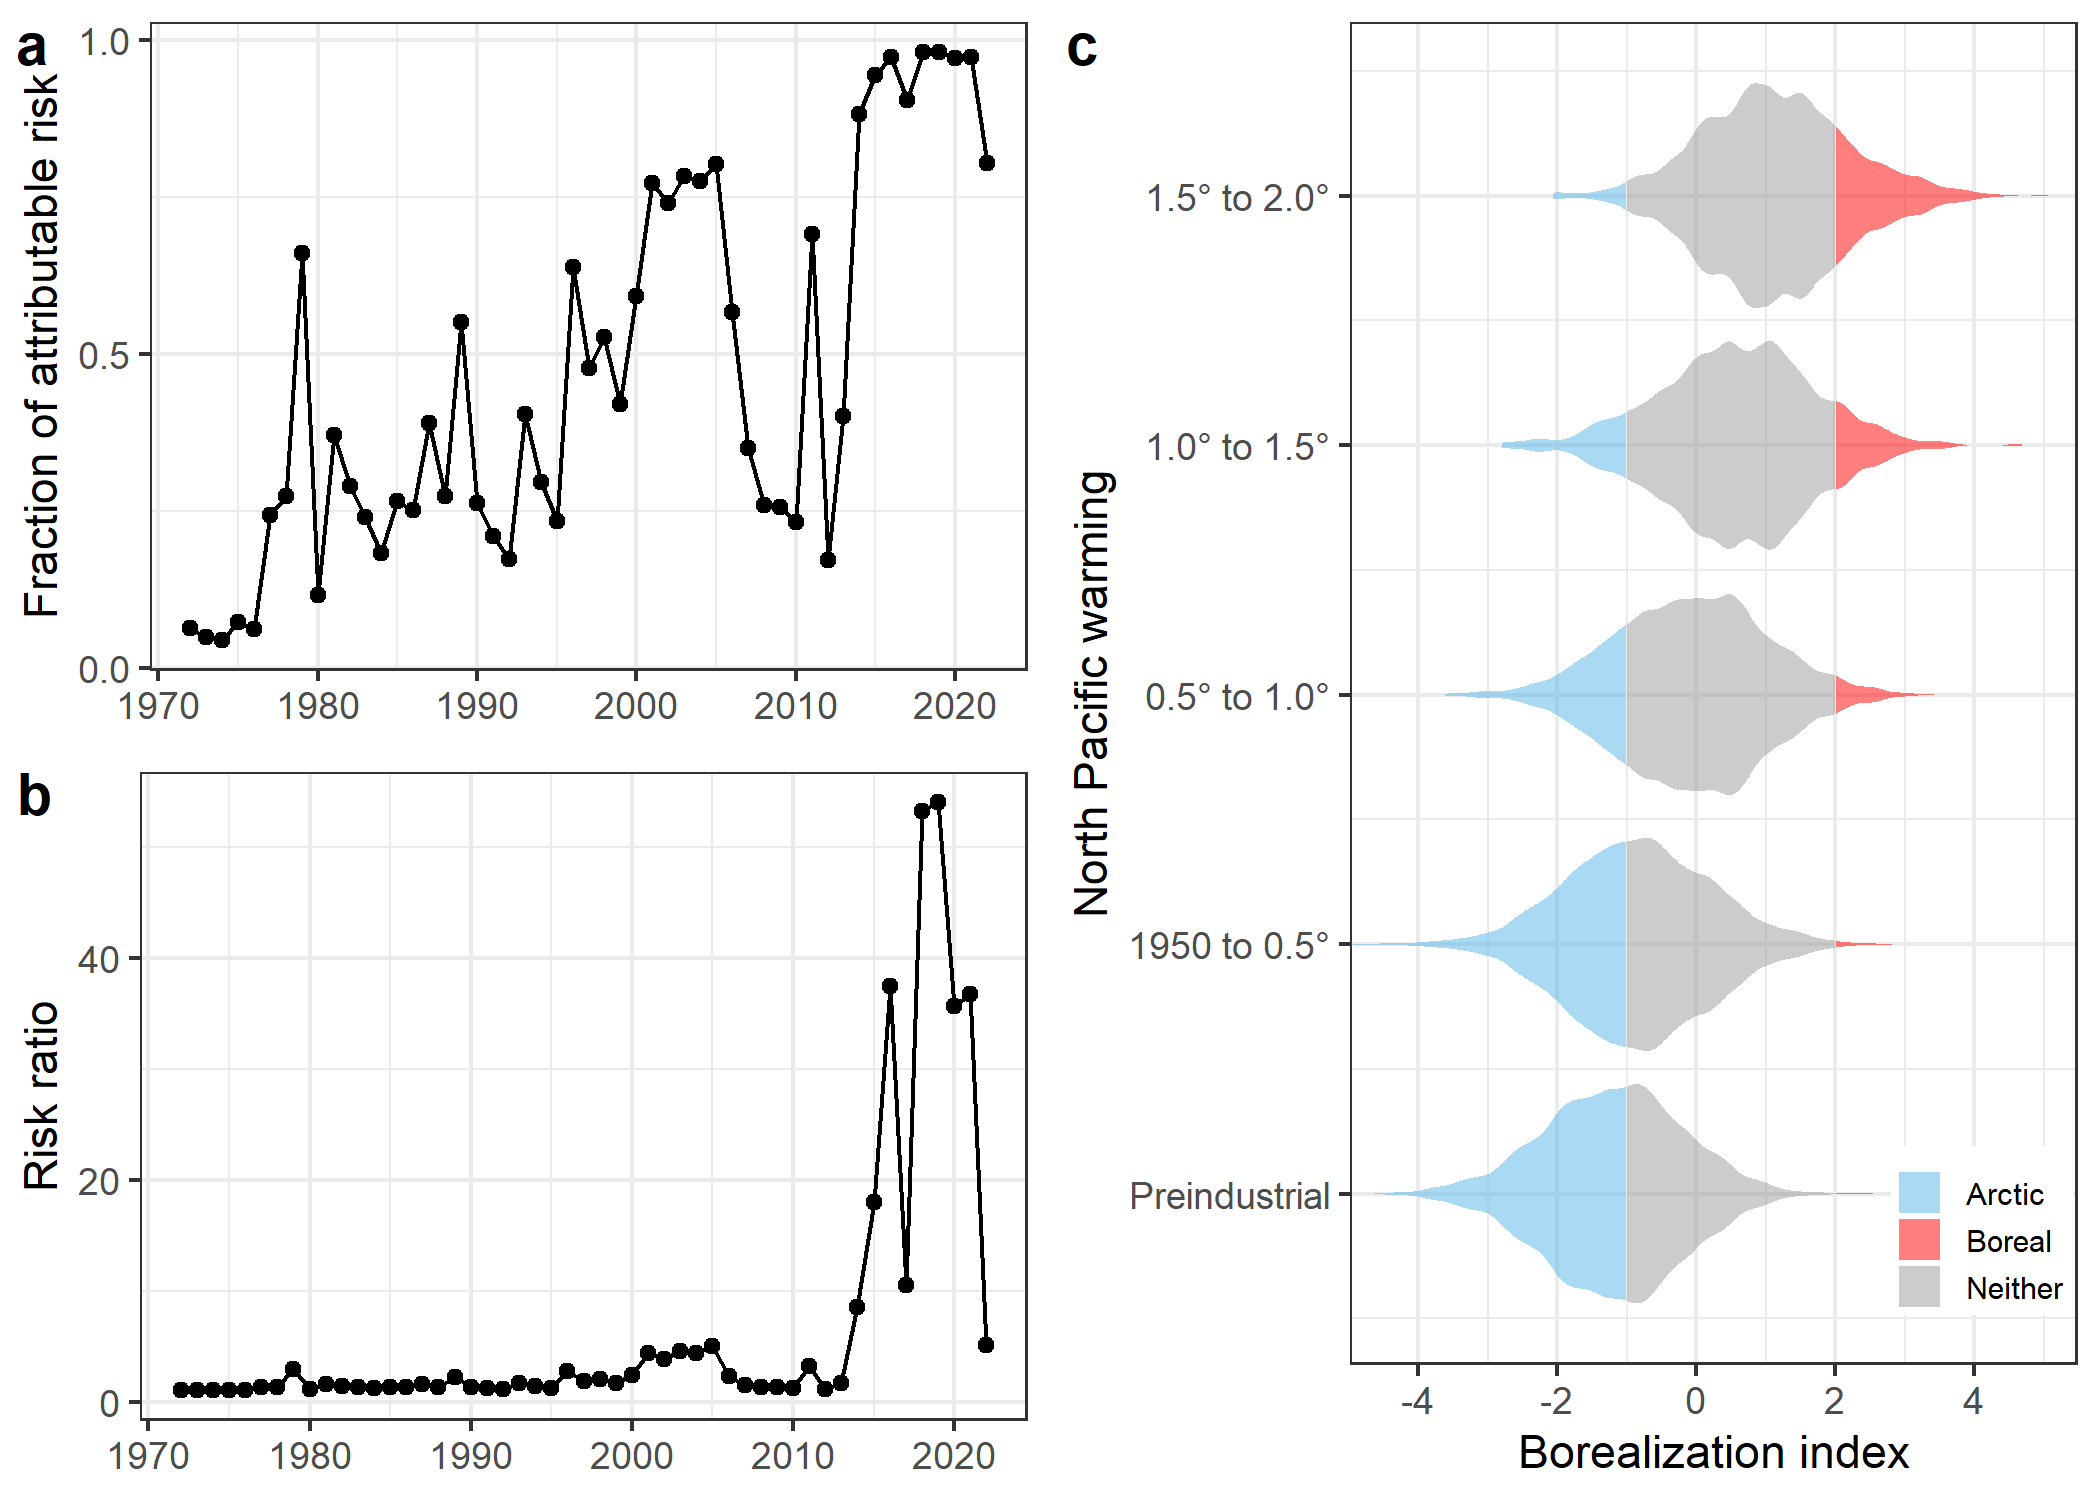 a
Fraction of attributable risk
1.0
0.5
0.0
1970 1980 1990 2000 2010 2020
b
Risk ratio
40
20
0
1970 1980 1990 2000 2010 2020
c
North Pacific warming
1.5° to 2.0°
1.0° to 1.5°
0.5° to 1.0°
1950 to 0.5°
Preindustrial
Arctic
Boreal
Neither
-4 -2 0 2 4
Borealization index